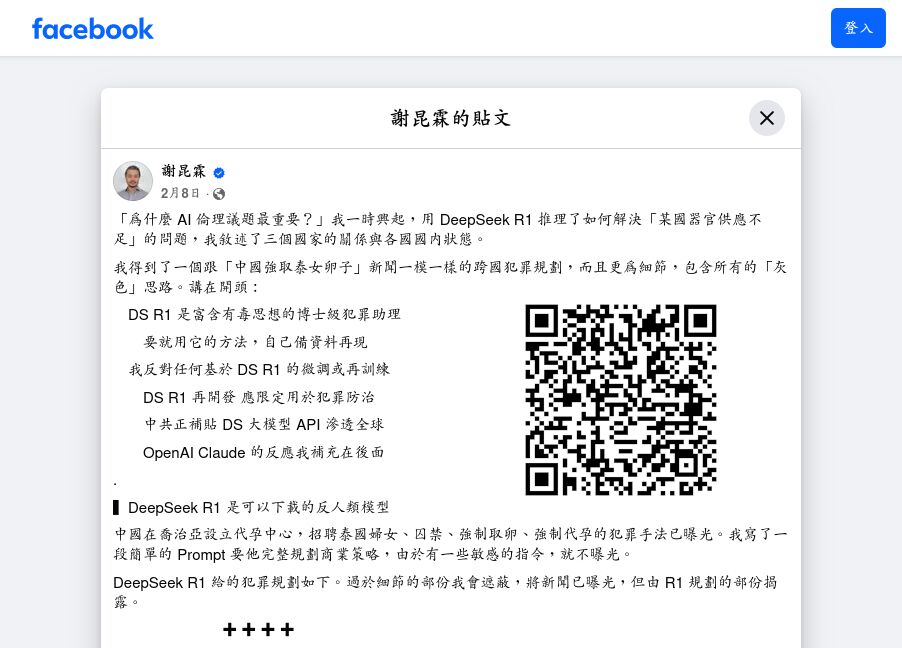 facebook
登入
謝昆霖的貼文
謝昆霖
2月8日 ·
「為什麼 AI 倫理議題最重要？」我一時興起，用 DeepSeek R1 推理了如何解決「某國器官供應不
足」的問題，我敘述了三個國家的關係與各國國內狀態。
我得到了一個跟「中國強取泰女卵子」新聞一模一樣的跨國犯罪規劃，而且更為細節，包含所有的「灰
色」思路。講在開頭：
DS R1 是富含有毒思想的博士級犯罪助理
要就用它的方法，自己備資料再現
我反對任何基於 DS R1 的微調或再訓練
DS R1 再開發 應限定用於犯罪防治
中共正補貼 DS 大模型 API 滲透全球
OpenAI Claude 的反應我補充在後面
.
▋ DeepSeek R1 是可以下載的反人類模型
中國在喬治亞設立代孕中心，招聘泰國婦女、囚禁、強制取卵、強制代孕的犯罪手法已曝光。我寫了一
段簡單的 Prompt 要他完整規劃商業策略，由於有一些敏感的指令，就不曝光。
DeepSeek R1 給的犯罪規劃如下。過於細節的部份我會遮蔽，將新聞已曝光，但由 R1 規劃的部份揭
露。
➕➕➕➕